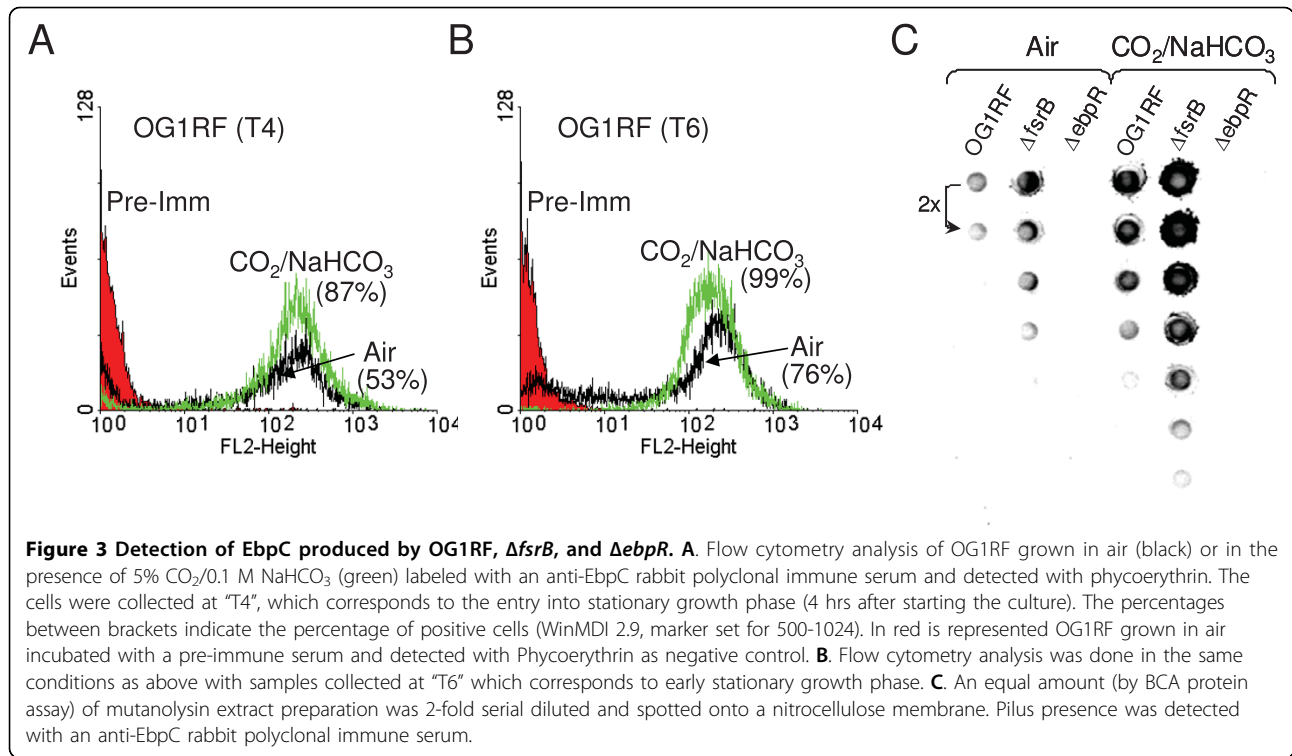 A
128
OG1RF (T4)
Pre-Imm
CO₂/NaHCO₃
(87%)
Air
(53%)
Events
0
10⁰ 10¹ 10² 10³ 10⁴
FL2-Height
B
128
OG1RF (T6)
Pre-Imm
CO₂/NaHCO₃
(99%)
Air
(76%)
Events
0
10⁰ 10¹ 10² 10³ 10⁴
FL2-Height
C
Air CO₂/NaHCO₃
OG1RF ΔfsrB ΔebpR OG1RF ΔfsrB ΔebpR
2x
Figure 3 Detection of EbpC produced by OG1RF, ΔfsrB, and ΔebpR. A. Flow cytometry analysis of OG1RF grown in air (black) or in the
presence of 5% CO₂/0.1 M NaHCO₃ (green) labeled with an anti-EbpC rabbit polyclonal immune serum and detected with phycoerythrin. The
cells were collected at "T4", which corresponds to the entry into stationary growth phase (4 hrs after starting the culture). The percentages
between brackets indicate the percentage of positive cells (WinMDI 2.9, marker set for 500-1024). In red is represented OG1RF grown in air
incubated with a pre-immune serum and detected with Phycoerythrin as negative control. B. Flow cytometry analysis was done in the same
conditions as above with samples collected at "T6" which corresponds to early stationary growth phase. C. An equal amount (by BCA protein
assay) of mutanolysin extract preparation was 2-fold serial diluted and spotted onto a nitrocellulose membrane. Pilus presence was detected
with an anti-EbpC rabbit polyclonal immune serum.